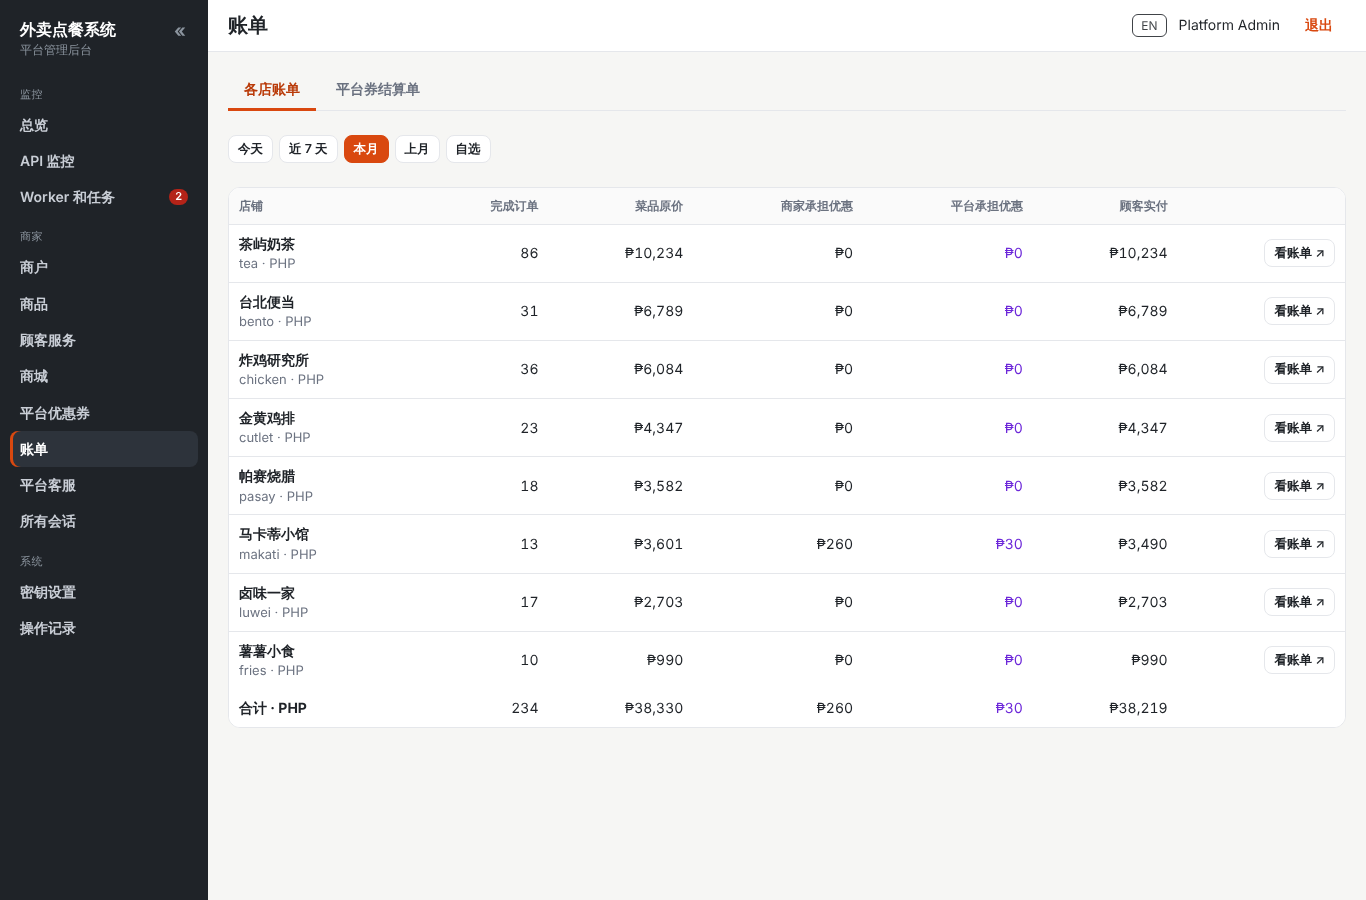 外卖点餐系统 «
平台管理后台
监控
总览
API 监控
Worker 和任务 2
商家
商户
商品
顾客服务
商城
平台优惠券
账单
平台客服
所有会话
系统
密钥设置
操作记录
账单 EN Platform Admin 退出
各店账单 平台券结算单
今天 近 7 天 本月 上月 自选
店铺 完成订单 菜品原价 商家承担优惠 平台承担优惠 顾客实付
茶屿奶茶
tea · PHP 86 ₱10,234 ₱0 ₱0 ₱10,234 看账单 ↗
台北便当
bento · PHP 31 ₱6,789 ₱0 ₱0 ₱6,789 看账单 ↗
炸鸡研究所
chicken · PHP 36 ₱6,084 ₱0 ₱0 ₱6,084 看账单 ↗
金黄鸡排
cutlet · PHP 23 ₱4,347 ₱0 ₱0 ₱4,347 看账单 ↗
帕赛烧腊
pasay · PHP 18 ₱3,582 ₱0 ₱0 ₱3,582 看账单 ↗
马卡蒂小馆
makati · PHP 13 ₱3,601 ₱260 ₱30 ₱3,490 看账单 ↗
卤味一家
luwei · PHP 17 ₱2,703 ₱0 ₱0 ₱2,703 看账单 ↗
薯薯小食
fries · PHP 10 ₱990 ₱0 ₱0 ₱990 看账单 ↗
合计 · PHP 234 ₱38,330 ₱260 ₱30 ₱38,219